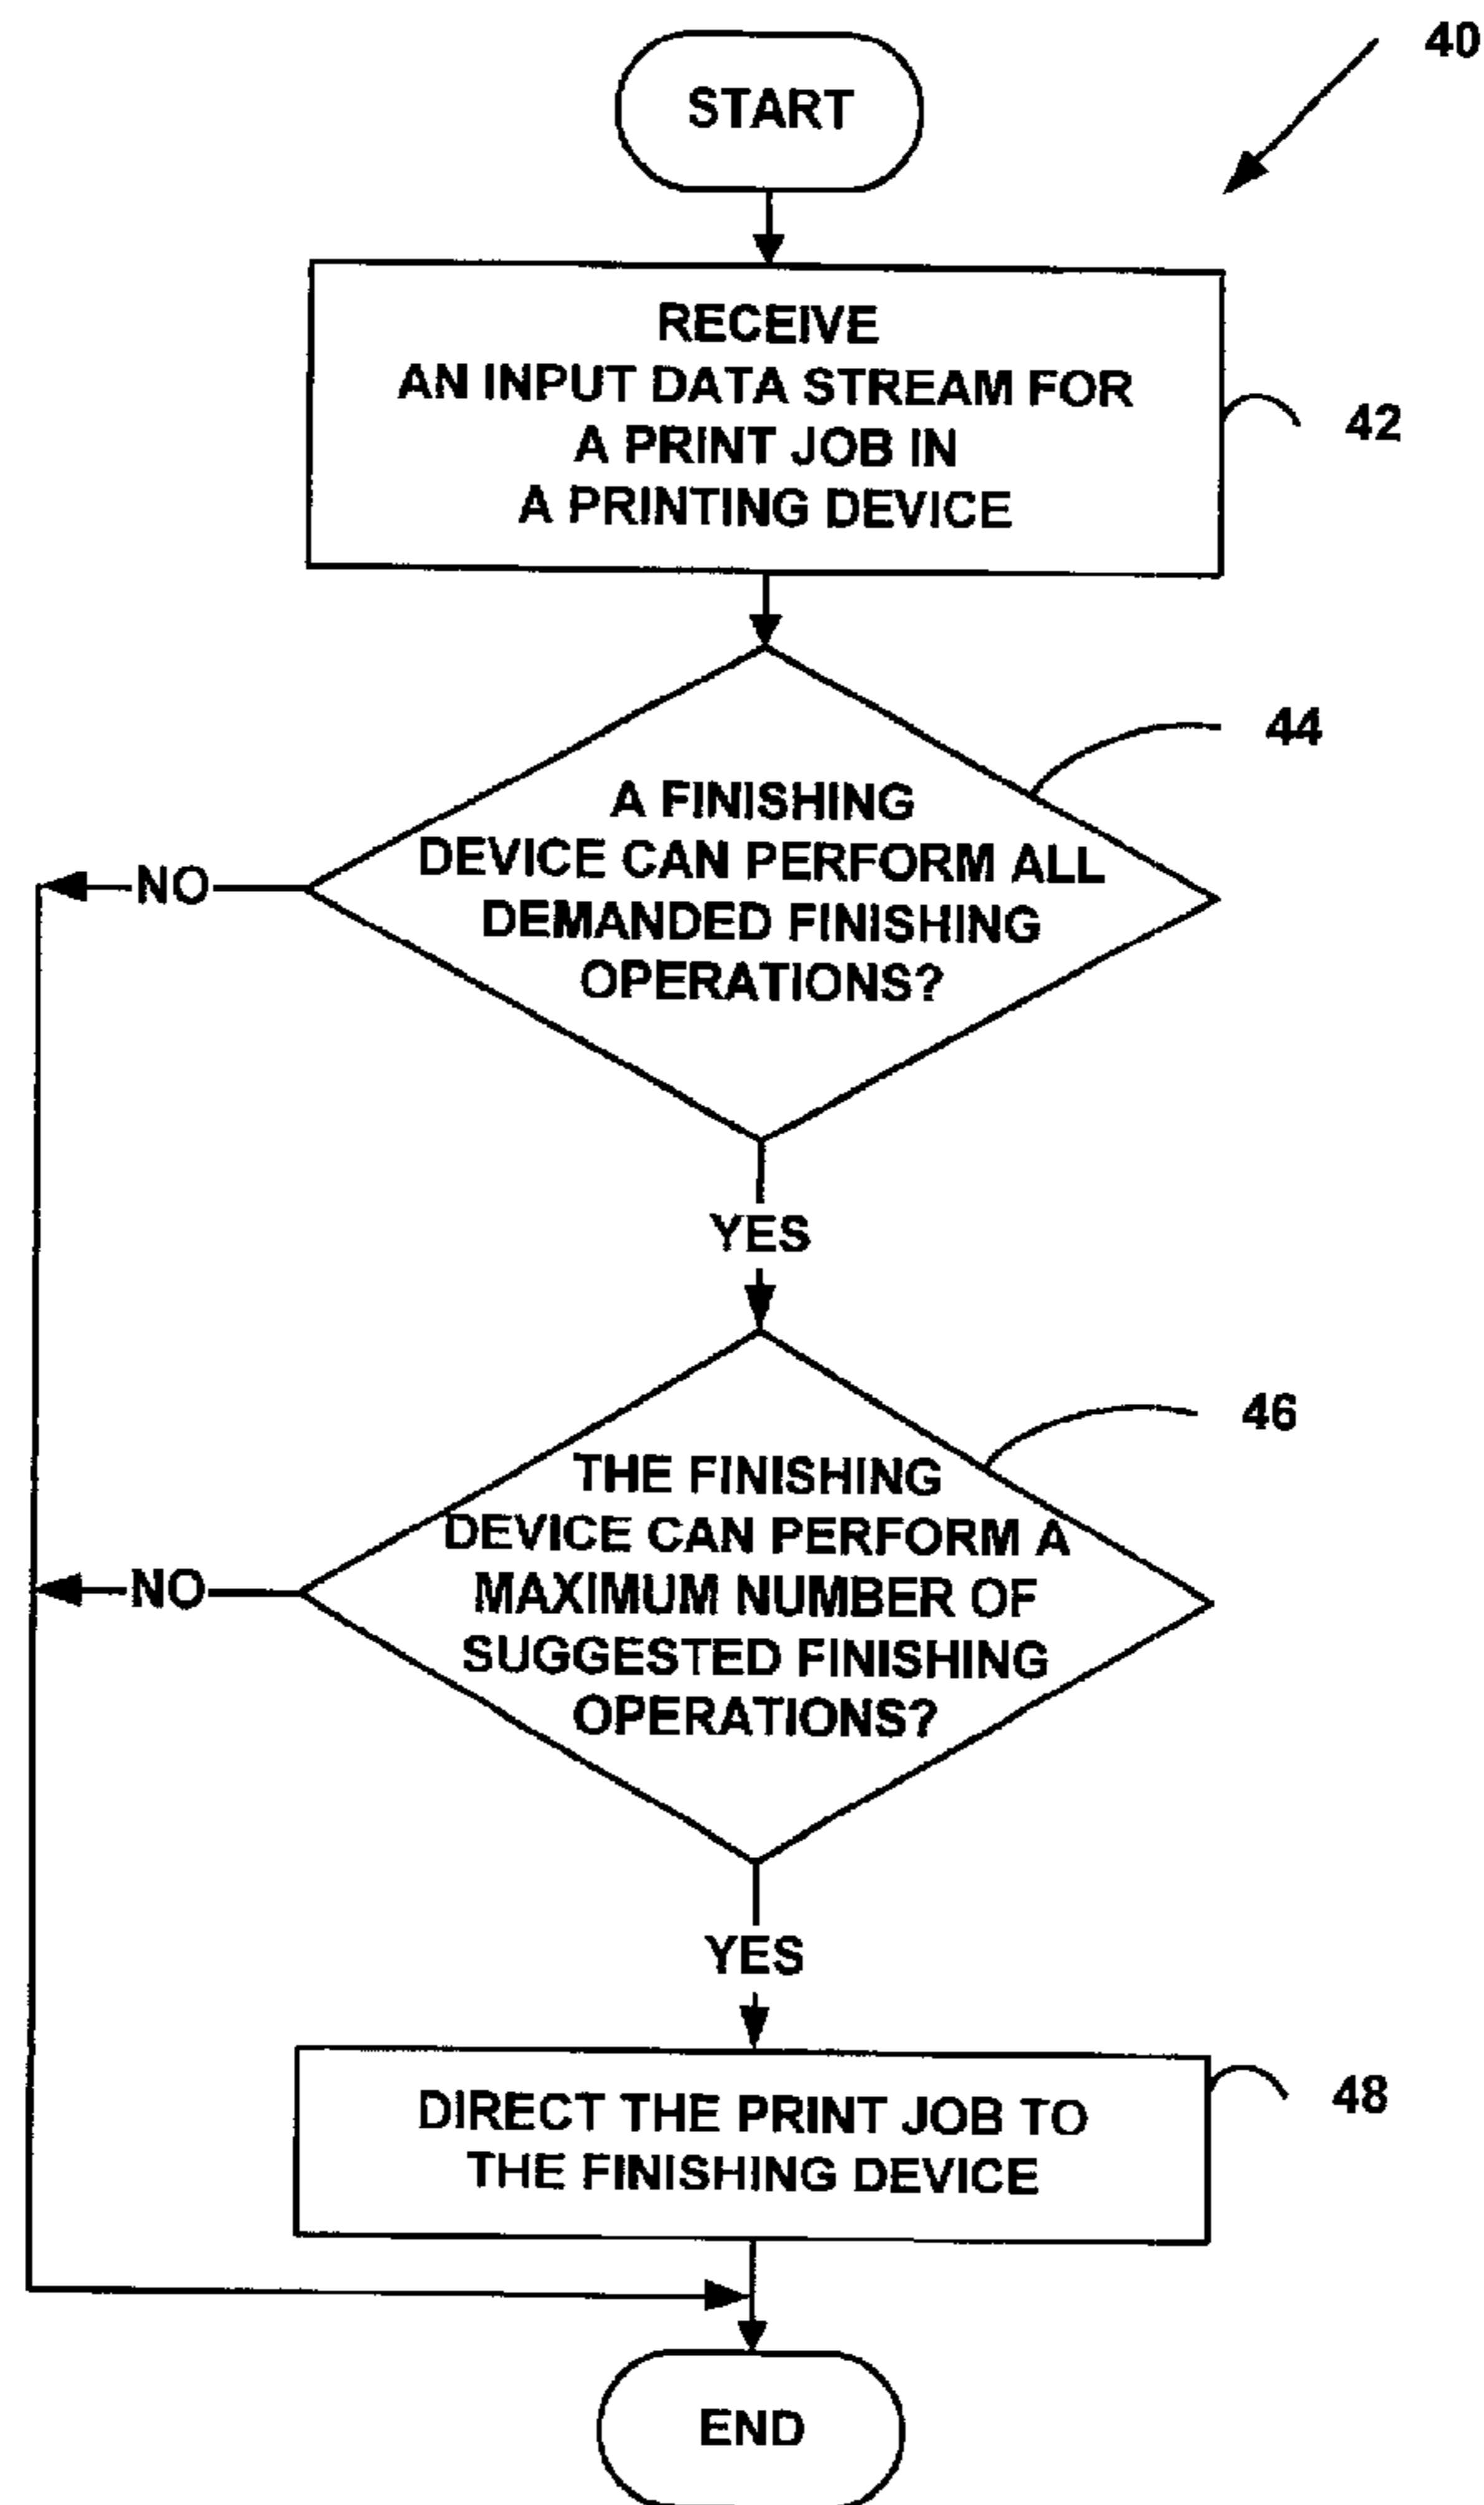 40
START
RECEIVE
AN INPUT DATA STREAM FOR
A PRINT JOB IN
A PRINTING DEVICE
42
44
A FINISHING
DEVICE CAN PERFORM ALL
DEMANDED FINISHING
OPERATIONS?
NO
YES
46
THE FINISHING
DEVICE CAN PERFORM A
MAXIMUM NUMBER OF
SUGGESTED FINISHING
OPERATIONS?
NO
YES
48
DIRECT THE PRINT JOB TO
THE FINISHING DEVICE
END